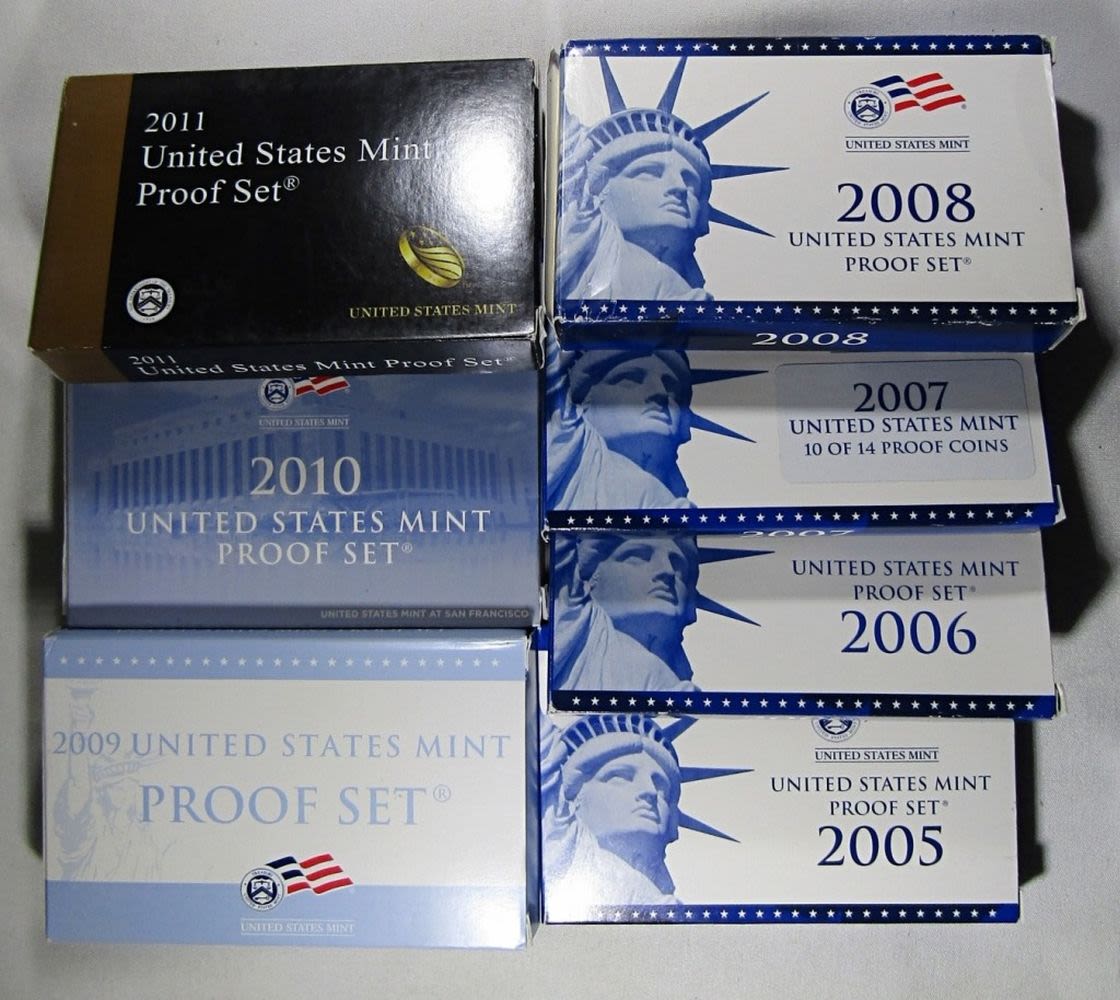 2011
United States Mint
Proof Set®
UNITED STATES MINT
2011
United States Mint Proof Set®
UNITED STATES MINT
2010
UNITED STATES MINT
PROOF SET®
UNITED STATES MINT AT SAN FRANCISCO
2009 UNITED STATES MINT
PROOF SET®
UNITED STATES MINT
UNITED STATES MINT
2008
UNITED STATES MINT
PROOF SET®
2008
2007
UNITED STATES MINT
10 OF 14 PROOF COINS
2007
UNITED STATES MINT
PROOF SET®
2006
UNITED STATES MINT
UNITED STATES MINT
PROOF SET®
2005